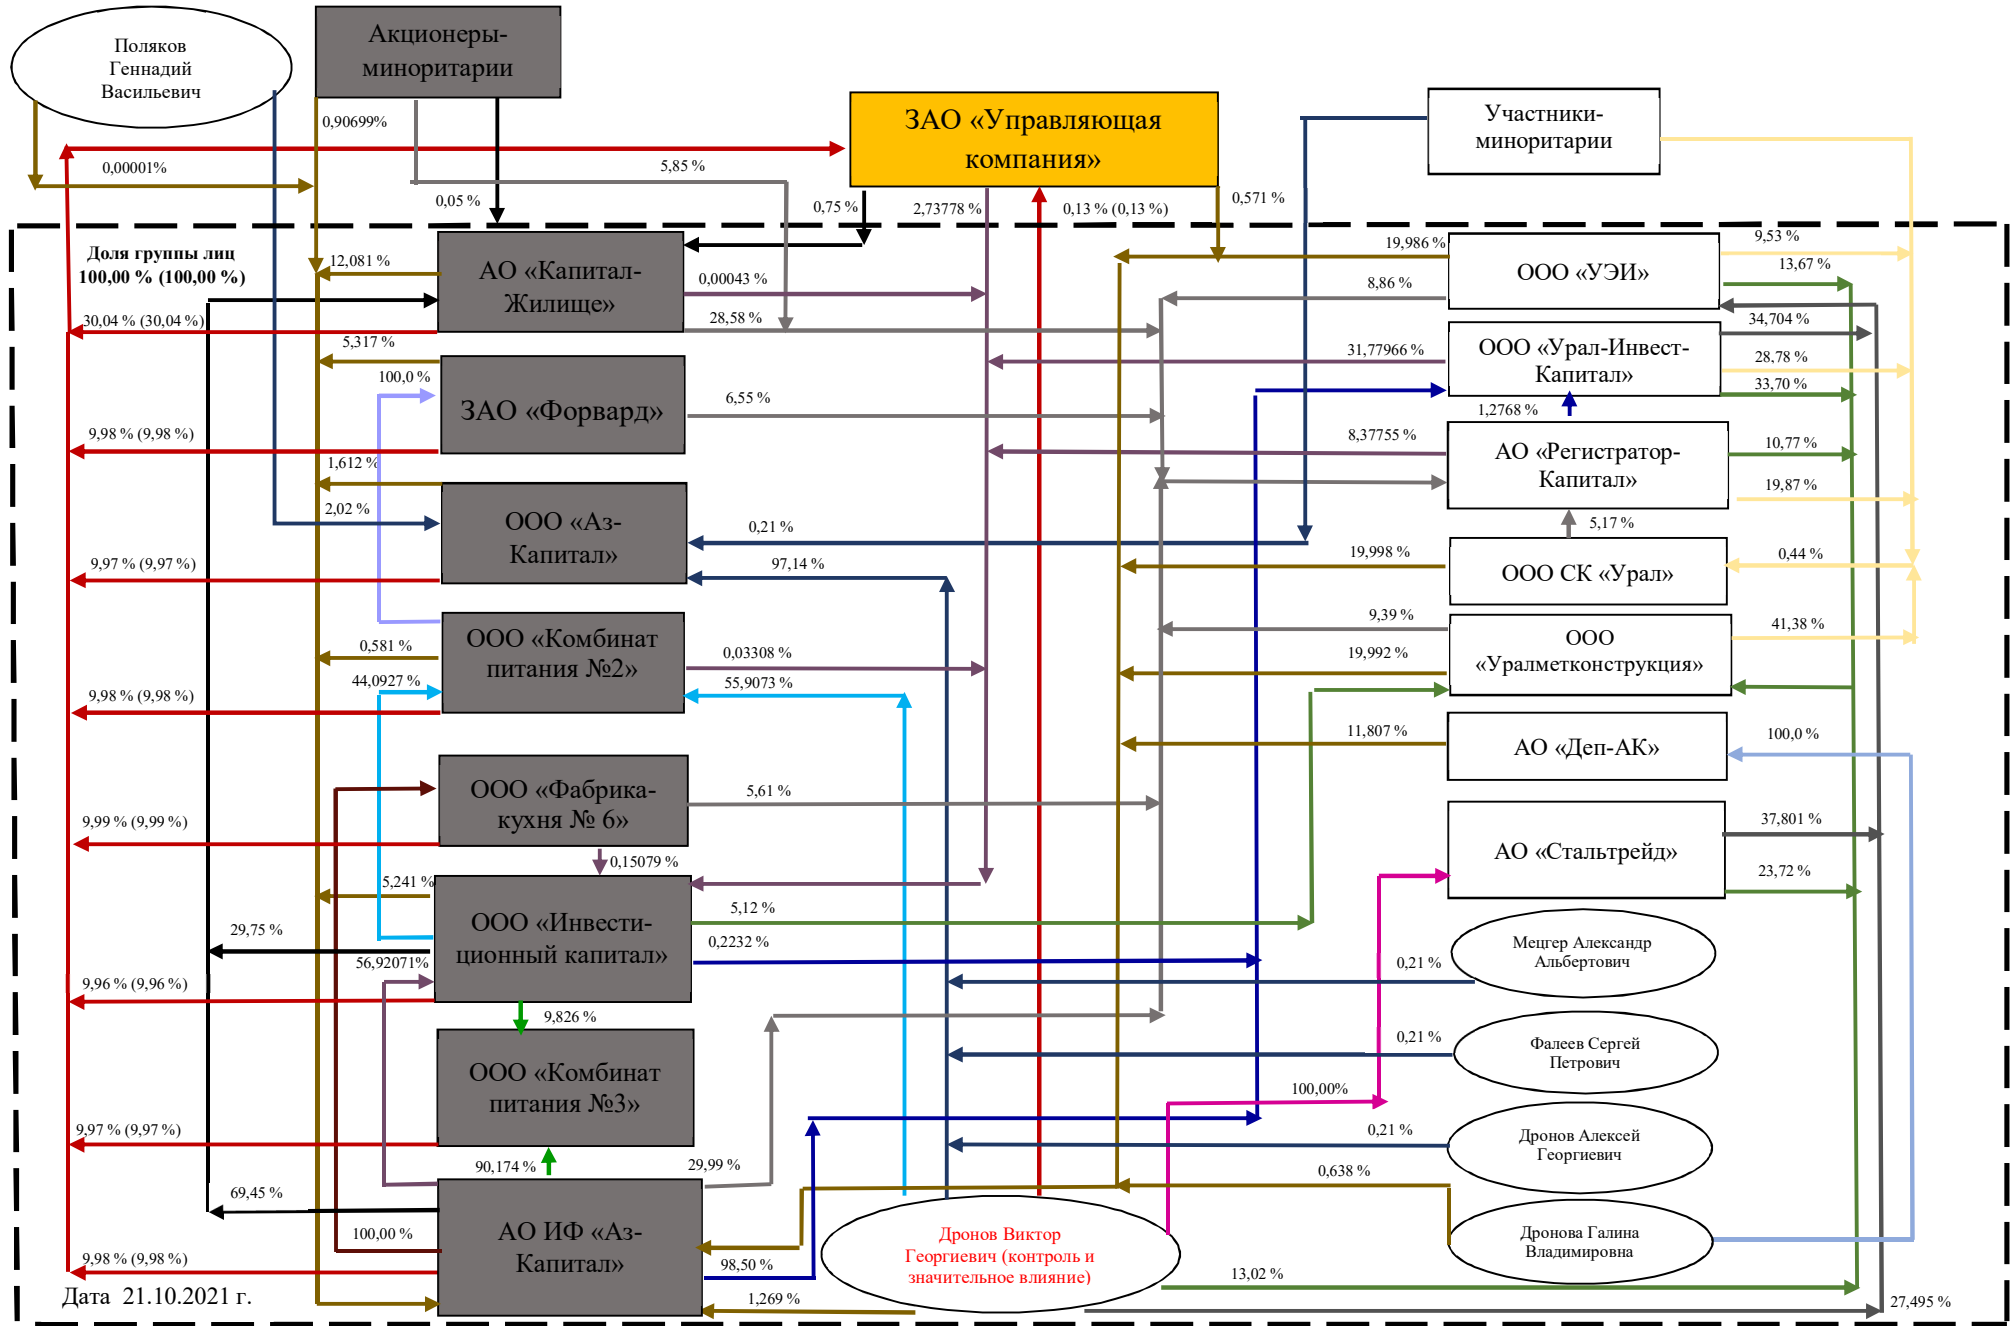 Поляков
Геннадий
Васильевич
Акционеры-
миноритарии
ЗАО «Управляющая
компания»
Участники-
миноритарии
0,90699%
0,00001%
5,85 %
0,05 %
0,75 %
2,73778 %
0,13 % (0,13 %)
0,571 %
Доля группы лиц
100,00 % (100,00 %)
12,081 %
АО «Капитал-
Жилище»
0,00043 %
28,58 %
30,04 % (30,04 %)
19,986 %
8,86 %
ООО «УЭИ»
9,53 %
13,67 %
5,317 %
100,0 %
ЗАО «Форвард»
6,55 %
9,98 % (9,98 %)
31,77966 %
ООО «Урал-Инвест-
Капитал»
34,704 %
28,78 %
33,70 %
1,2768 %
8,37755 %
АО «Регистратор-
Капитал»
10,77 %
19,87 %
1,612 %
2,02 %
ООО «Аз-
Капитал»
0,21 %
97,14 %
9,97 % (9,97 %)
5,17 %
19,998 %
ООО СК «Урал»
0,44 %
ООО «Комбинат
питания №2»
0,581 %
44,0927 %
0,03308 %
55,9073 %
9,98 % (9,98 %)
9,39 %
19,992 %
ООО
«Уралметконструкция»
41,38 %
11,807 %
АО «Деп-АК»
100,0 %
ООО «Фабрика-
кухня № 6»
5,61 %
9,99 % (9,99 %)
0,15079 %
АО «Стальтрейд»
37,801 %
23,72 %
5,241 %
ООО «Инвести-
ционный капитал»
5,12 %
0,2232 %
29,75 %
56,92071%
9,96 % (9,96 %)
Мецгер Александр
Альбертович
0,21 %
9,826 %
ООО «Комбинат
питания №3»
9,97 % (9,97 %)
90,174 %
29,99 %
Фалеев Сергей
Петрович
0,21 %
100,00%
Дронов Алексей
Георгиевич
0,21 %
0,638 %
69,45 %
100,00 %
АО ИФ «Аз-
Капитал»
98,50 %
1,269 %
9,98 % (9,98 %)
Дронов Виктор
Георгиевич (контроль и
значительное влияние)
Дронова Галина
Владимировна
13,02 %
27,495 %
Дата 21.10.2021 г.